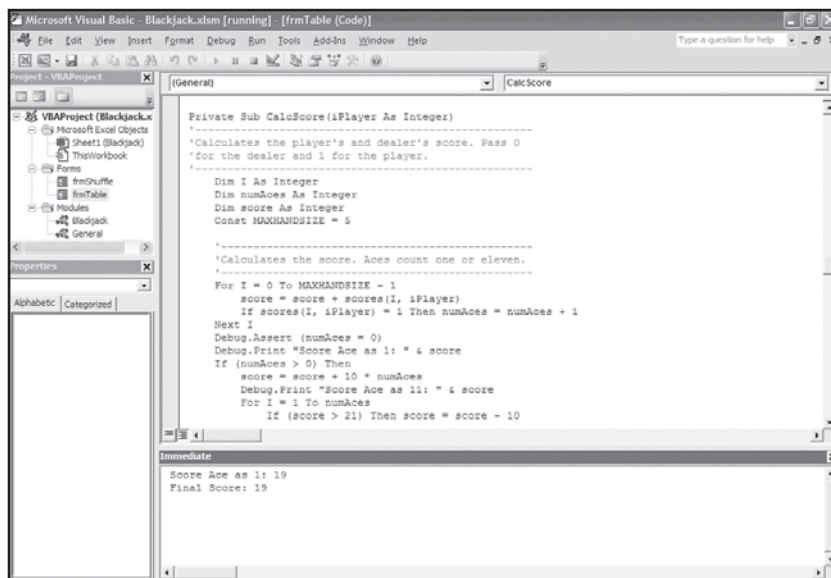 Microsoft Visual Basic - Blackjack.xlsm [running] - [frmTable (Code)]
File Edit View Insert Format Debug Run Tools Add-Ins Window Help
Type a question for help
Project - VBAProject
(General)
CalcScore
VBAProject (Blackjack.x
Microsoft Excel Objects
Sheet1 (Blackjack)
ThisWorkbook
Forms
frmShuffle
frmTable
Modules
Blackjack
General
Properties
Alphabetic Categorized
Private Sub CalcScore(iPlayer As Integer)
'-------------------------------------------------
'Calculates the player's and dealer's score. Pass 0
'for the dealer and 1 for the player.
'-------------------------------------------------
Dim I As Integer
Dim numAces As Integer
Dim score As Integer
Const MAXHANDSIZE = 5
'---------------------------------------------
'Calculates the score. Aces count one or eleven.
'---------------------------------------------
For I = 0 To MAXHANDSIZE - 1
score = score + scores(I, iPlayer)
If scores(I, iPlayer) = 1 Then numAces = numAces + 1
Next I
Debug.Assert (numAces = 0)
Debug.Print "Score Ace as 1: " & score
If (numAces > 0) Then
score = score + 10 * numAces
Debug.Print "Score Ace as 11: " & score
For I = 1 To numAces
If (score > 21) Then score = score - 10
Immediate
Score Ace as 1: 19
Final Score: 19